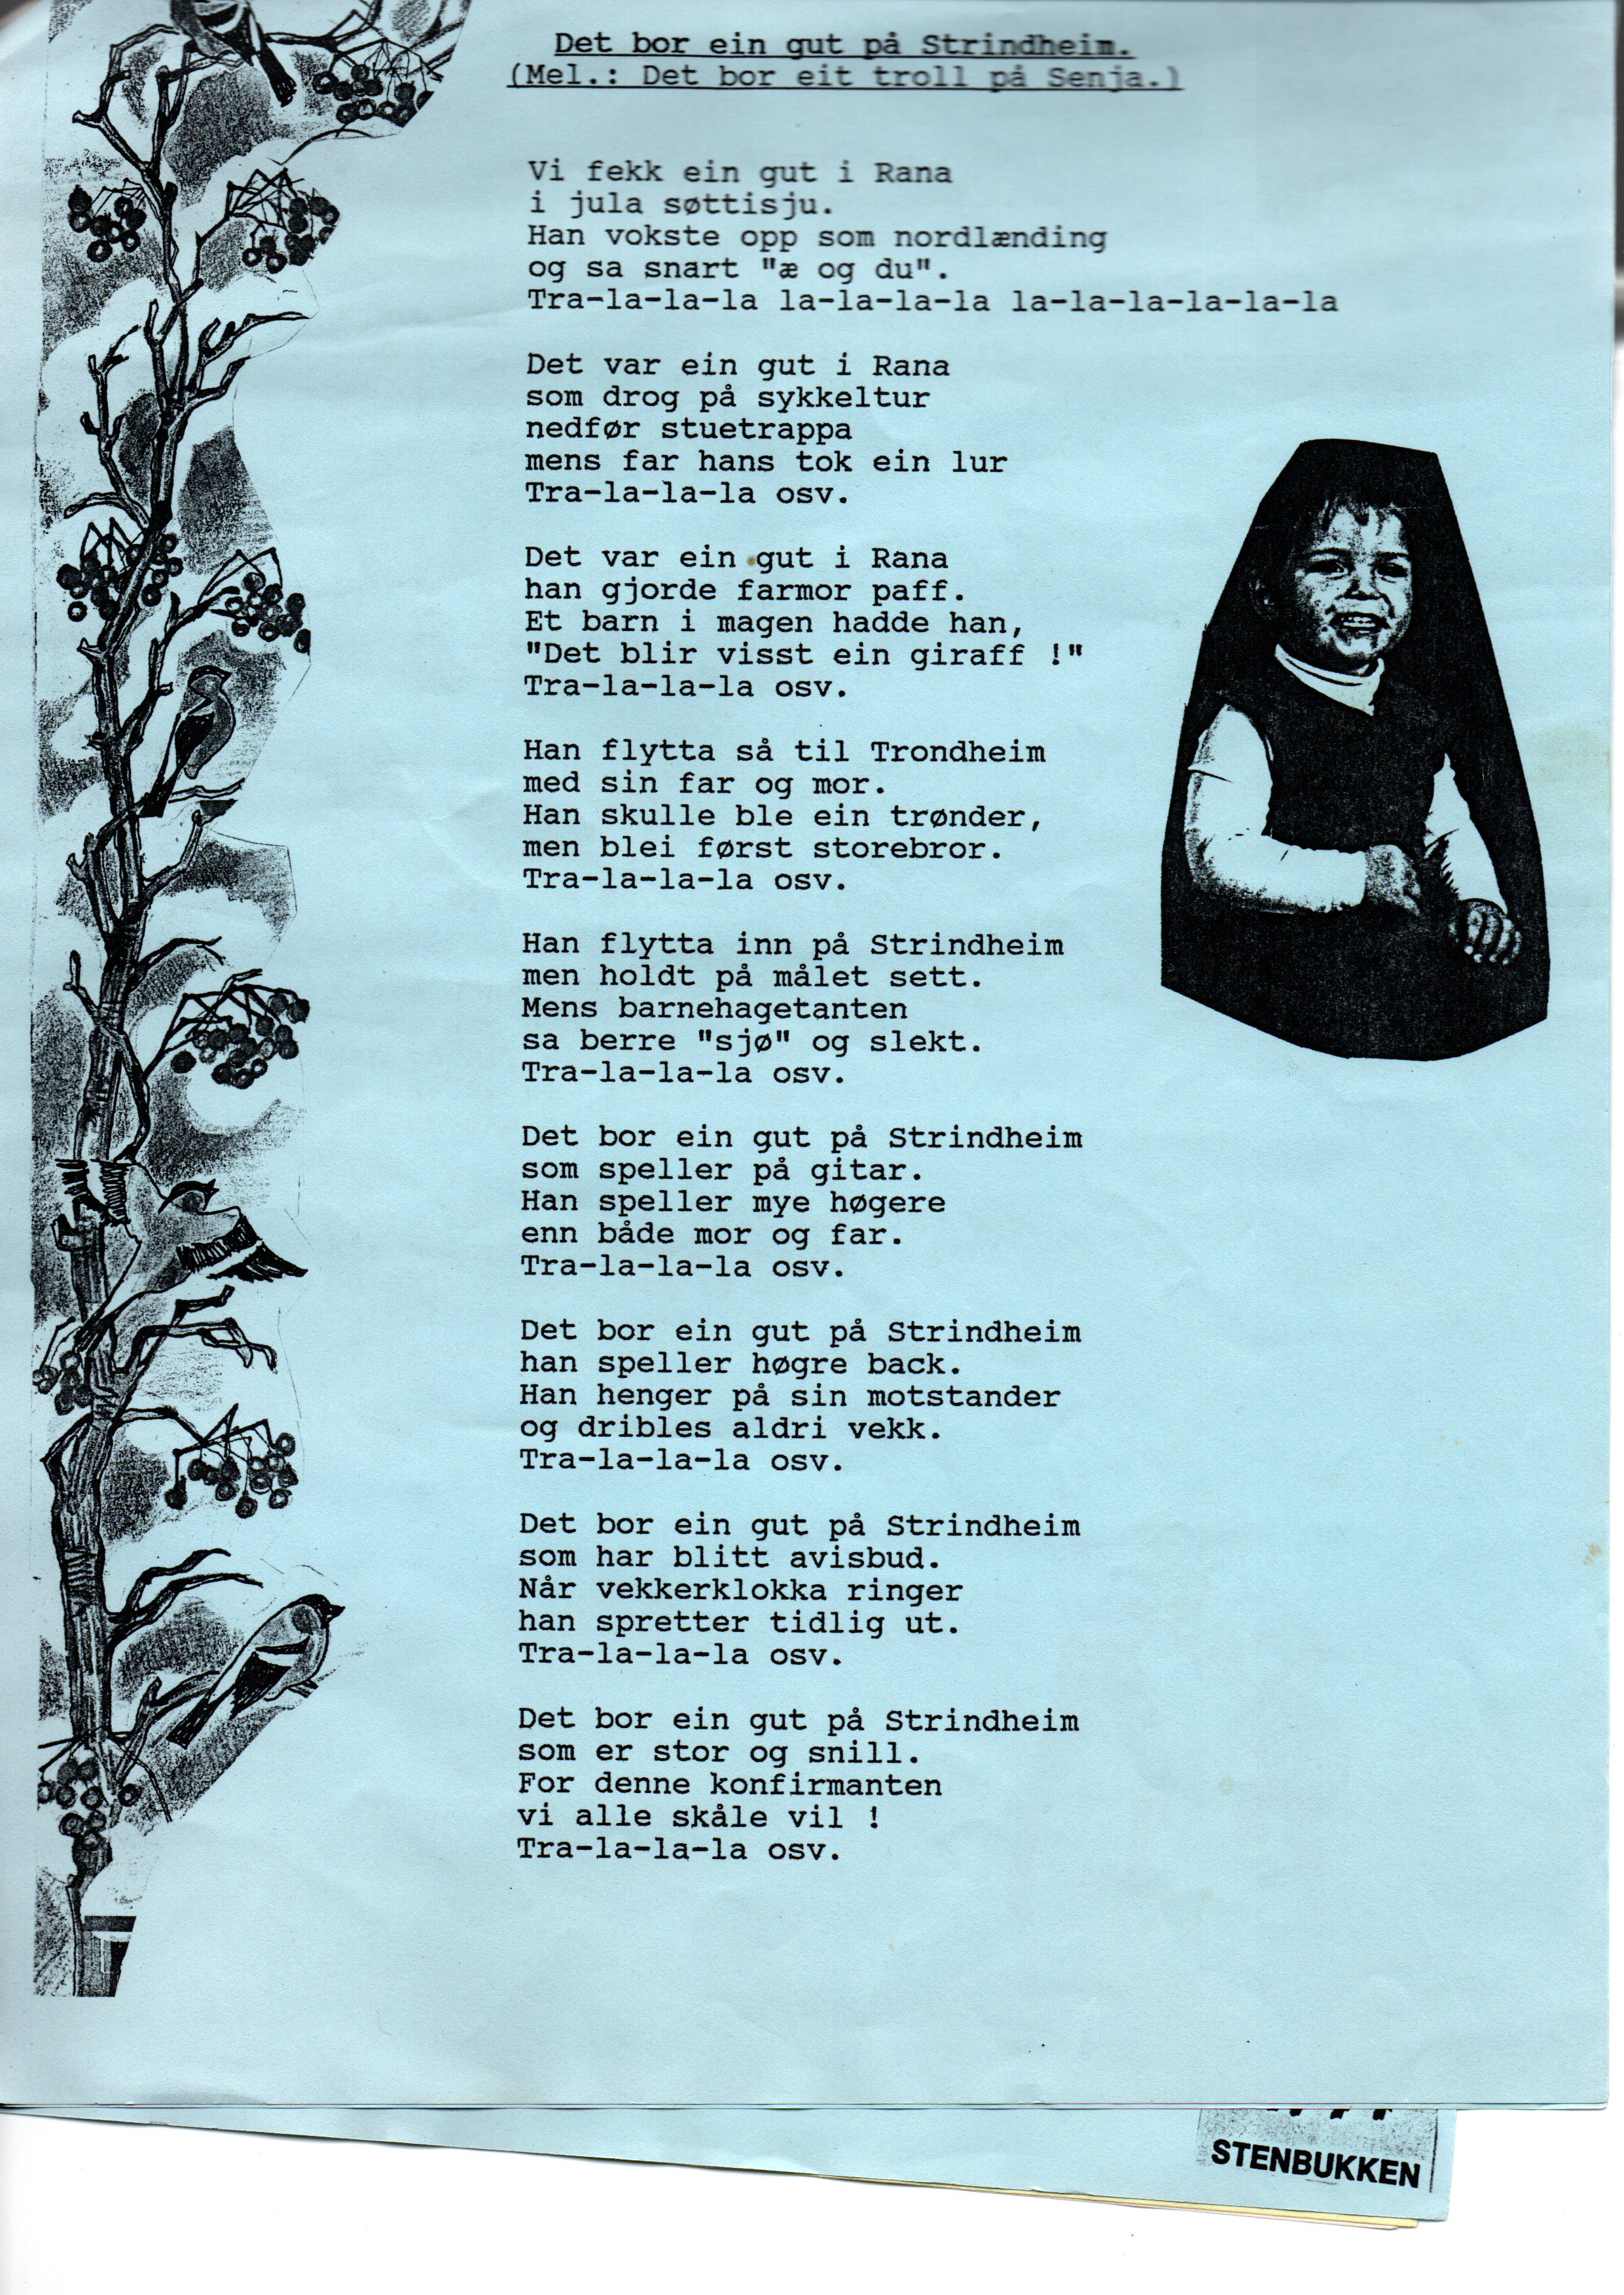 Det bor ein gut på Strindheim.
(Mel.: Det bor eit troll på Senja.)
Vi fekk ein gut i Rana
i jula søttisju.
Han vokste opp som nordlænding
og sa snart "æ og du".
Tra-la-la-la la-la-la-la la-la-la-la-la-la
Det var ein gut i Rana
som drog på sykkeltur
nedfør stuetrappa
mens far hans tok ein lur
Tra-la-la-la osv.
Det var ein gut i Rana
han gjorde farmor paff.
Et barn i magen hadde han,
"Det blir visst ein giraff !"
Tra-la-la-la osv.
Han flytta så til Trondheim
med sin far og mor.
Han skulle ble ein trønder,
men blei først storebror.
Tra-la-la-la osv.
Han flytta inn på Strindheim
men holdt på målet sett.
Mens barnehagetanten
sa berre "sjø" og slekt.
Tra-la-la-la osv.
Det bor ein gut på Strindheim
som speller på gitar.
Han speller mye høgere
enn både mor og far.
Tra-la-la-la osv.
Det bor ein gut på Strindheim
han speller høgre back.
Han henger på sin motstander
og dribles aldri vekk.
Tra-la-la-la osv.
Det bor ein gut på Strindheim
som har blitt avisbud.
Når vekkerklokka ringer
han spretter tidlig ut.
Tra-la-la-la osv.
Det bor ein gut på Strindheim
som er stor og snill.
For denne konfirmanten
vi alle skåle vil !
Tra-la-la-la osv.
STENBUKKEN